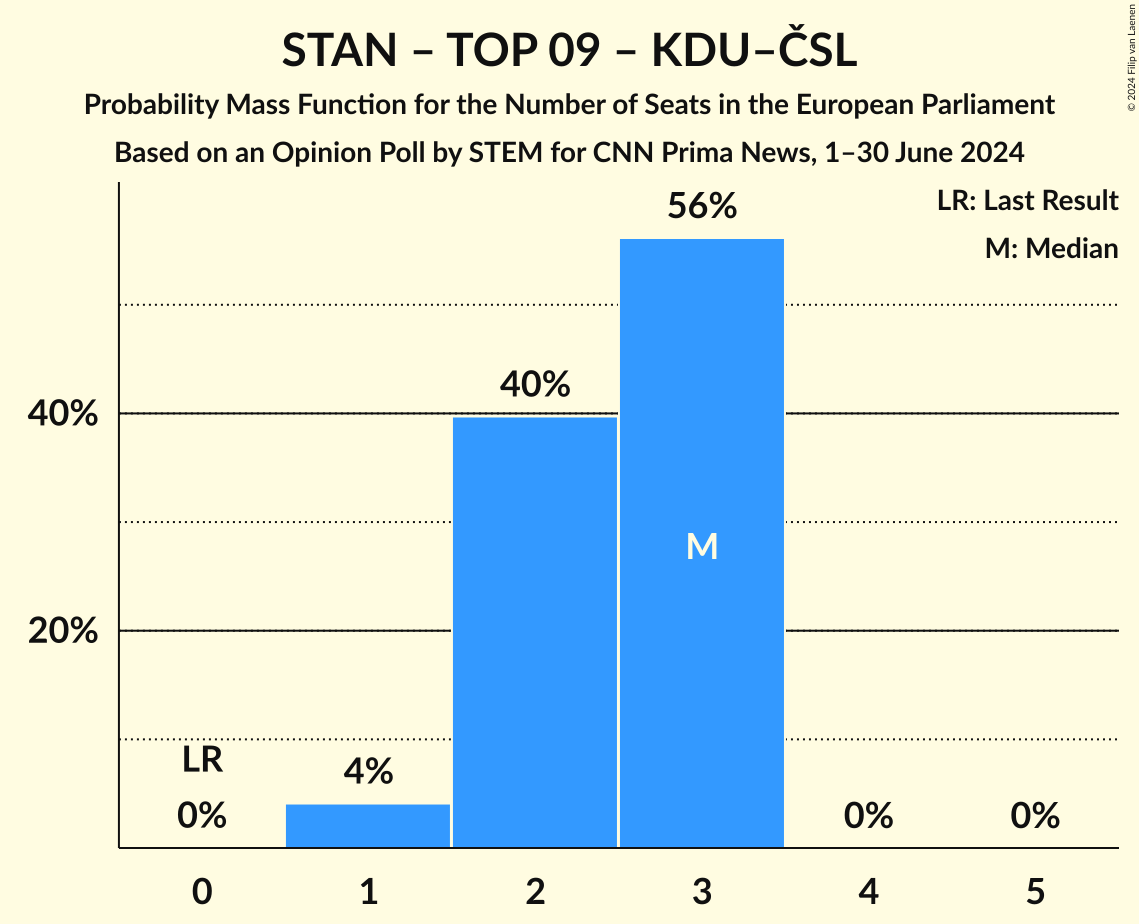 STAN – TOP 09 – KDU–ČSL
Probability Mass Function for the Number of Seats in the European Parliament
Based on an Opinion Poll by STEM for CNN Prima News, 1–30 June 2024
© 2024 Filip van Laenen
LR: Last Result
M: Median
56%
40%
40%
M
20%
LR
4%
0%
0%
0%
0 1 2 3 4 5